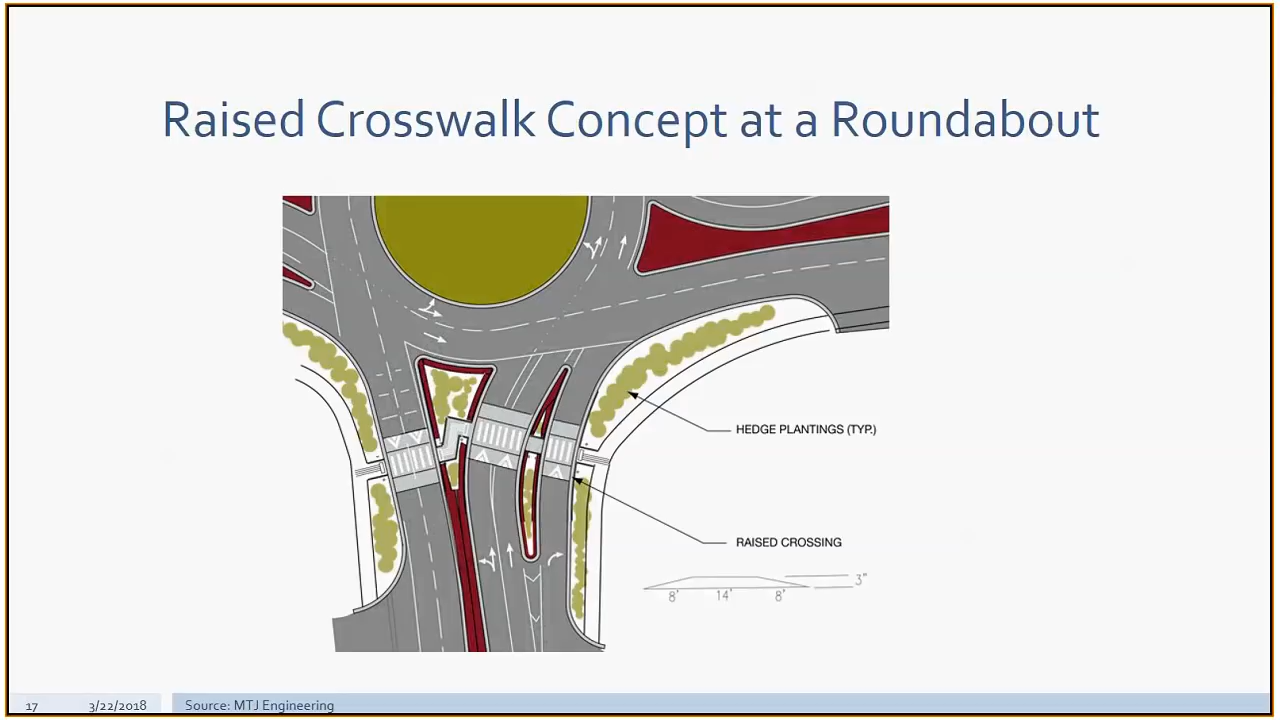 Raised Crosswalk Concept at a Roundabout
HEDGE PLANTINGS (TYP.)
RAISED CROSSING
3"
8' 14' 8'
17 3/22/2018 Source: MTJ Engineering